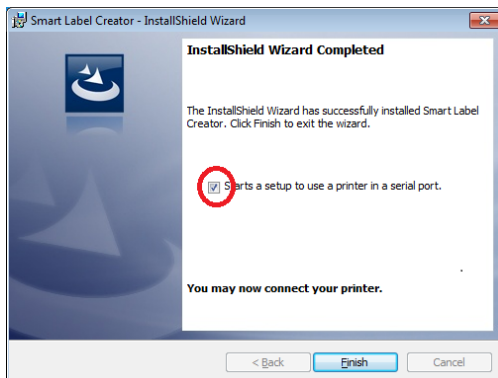 Smart Label Creator - InstallShield Wizard
InstallShield Wizard Completed
The InstallShield Wizard has successfully installed Smart Label
Creator. Click Finish to exit the wizard.
Starts a setup to use a printer in a serial port.
You may now connect your printer.
< Back
Finish
Cancel